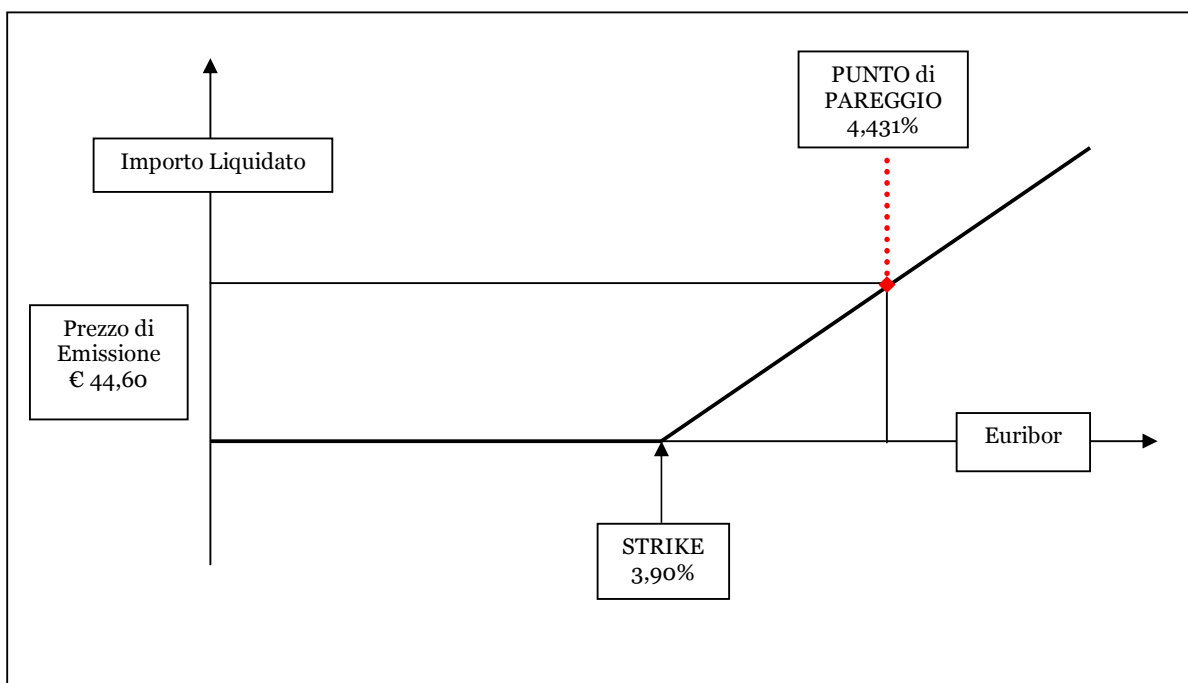 PUNTO di
PAREGGIO
4,431%
Importo Liquidato
Prezzo di
Emissione
€ 44,60
Euribor
STRIKE
3,90%